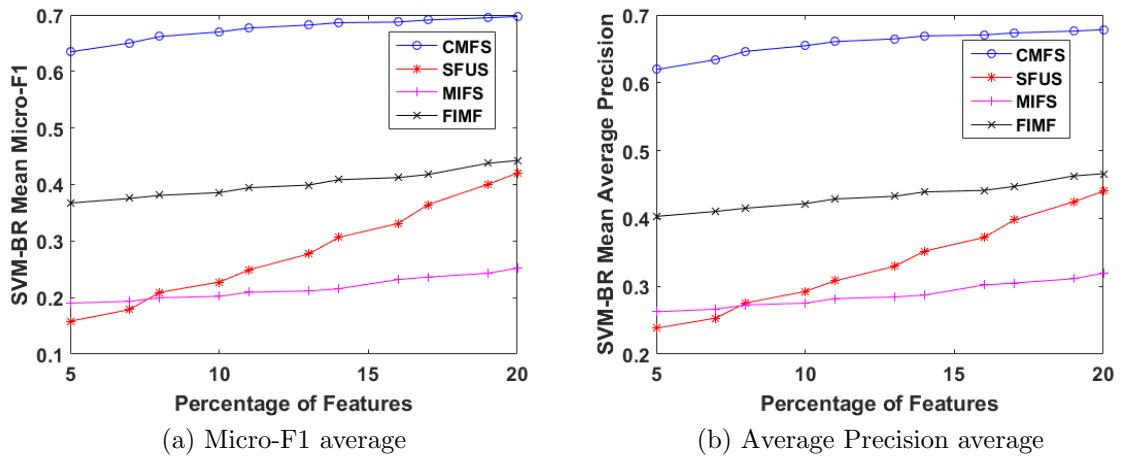 SVM-BR Mean Micro-F1
0.7
0.6
0.5
0.4
0.3
0.2
0.1
CMFS
SFUS
MIFS
FIMF
5 10 15 20
Percentage of Features
(a) Micro-F1 average
SVM-BR Mean Average Precision
0.7
0.6
0.5
0.4
0.3
0.2
CMFS
SFUS
MIFS
FIMF
5 10 15 20
Percentage of Features
(b) Average Precision average